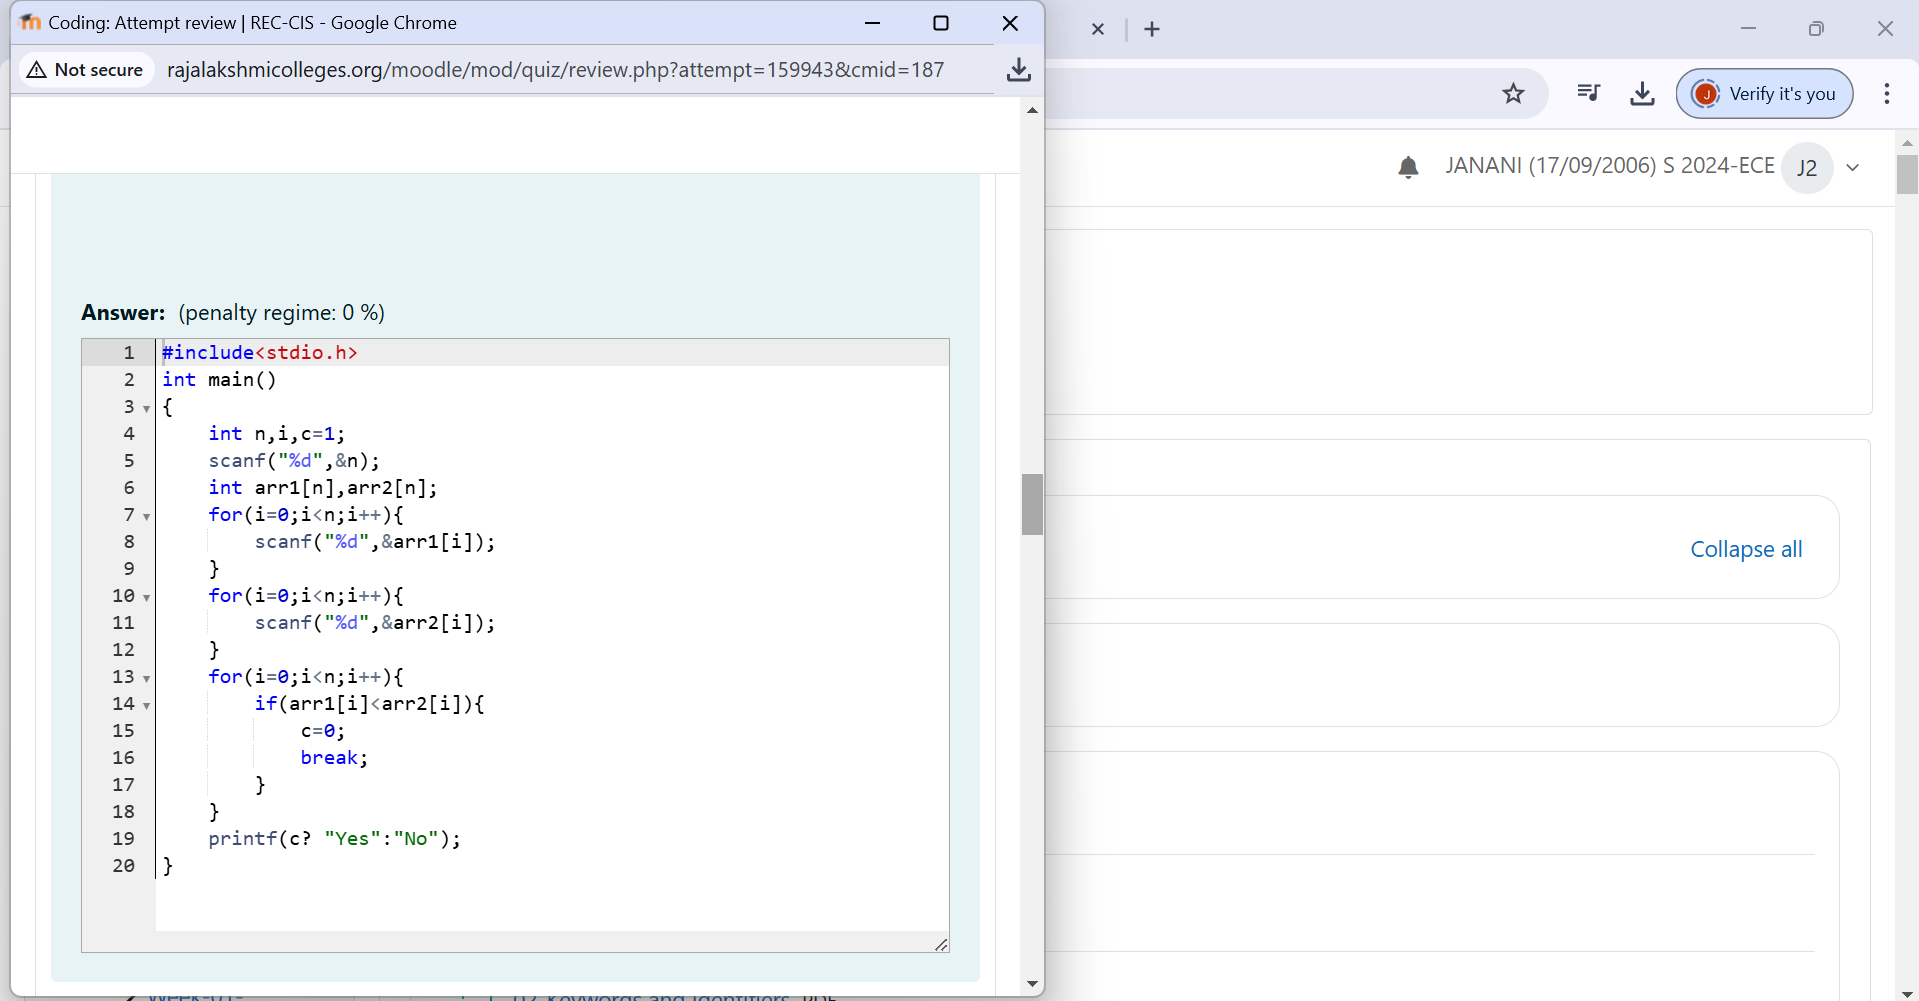 Coding: Attempt review | REC-CIS - Google Chrome
Not secure
rajalakshmicolleges.org/moodle/mod/quiz/review.php?attempt=159943&cmid=187
J
Verify it's you
JANANI (17/09/2006) S 2024-ECE
J2
Collapse all
Answer: (penalty regime: 0 %)
1 #include<stdio.h>
2 int main()
3 {
4     int n,i,c=1;
5     scanf("%d",&n);
6     int arr1[n],arr2[n];
7     for(i=0;i<n;i++){
8         scanf("%d",&arr1[i]);
9     }
10     for(i=0;i<n;i++){
11         scanf("%d",&arr2[i]);
12     }
13     for(i=0;i<n;i++){
14         if(arr1[i]<arr2[i]){
15             c=0;
16             break;
17         }
18     }
19     printf(c? "Yes":"No");
20 }